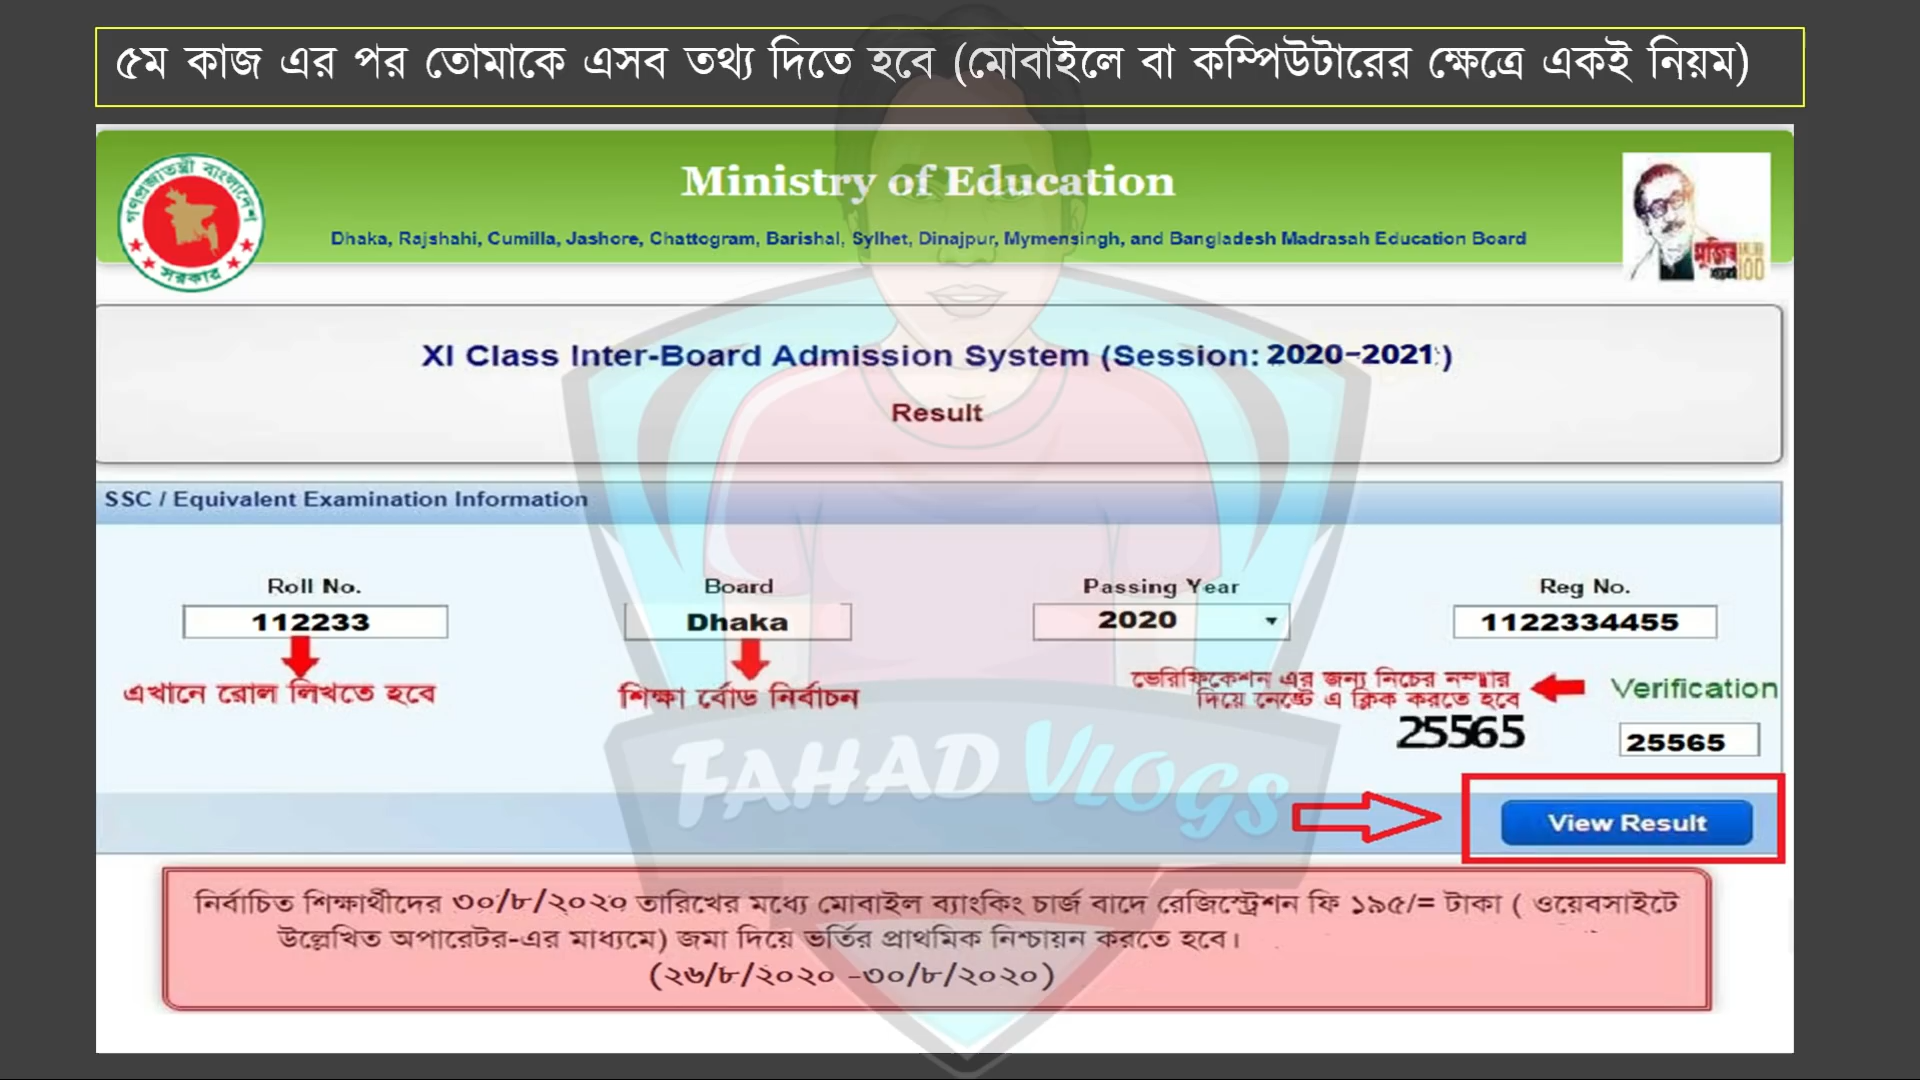 ৫ম কাজ এর পর তোমাকে এসব তথ্য দিতে হবে (মোবাইলে বা কম্পিউটারের ক্ষেত্রে একই নিয়ম)
গণপ্রজাতন্ত্রী বাংলাদেশ
সরকার
Ministry of Education
Dhaka, Rajshahi, Cumilla, Jashore, Chattogram, Barishal, Sylhet, Dinajpur, Mymensingh, and Bangladesh Madrasah Education Board
মুজিব
100
XI Class Inter-Board Admission System (Session: 2020-2021)
Result
SSC / Equivalent Examination Information
Roll No. Board Passing Year Reg No.
112233 Dhaka 2020 1122334455
এখানে রোল লিখতে হবে
শিক্ষা র্বোড নির্বাচন
ভেরিফিকেশন এর জন্য নিচের নম্বার
দিয়ে নেক্সটে এ ক্লিক করতে হবে
Verification
25565 25565
FAHAD VLOGS
View Result
নির্বাচিত শিক্ষার্থীদের ৩০/৮/২০২০ তারিখের মধ্যে মোবাইল ব্যাংকিং চার্জ বাদে রেজিস্ট্রেশন ফি ১৯৫/= টাকা ( ওয়েবসাইটে
উল্লেখিত অপারেটর-এর মাধ্যমে) জমা দিয়ে ভর্তির প্রাথমিক নিশ্চায়ন করতে হবে।
(২৬/৮/২০২০ -৩০/৮/২০২০)